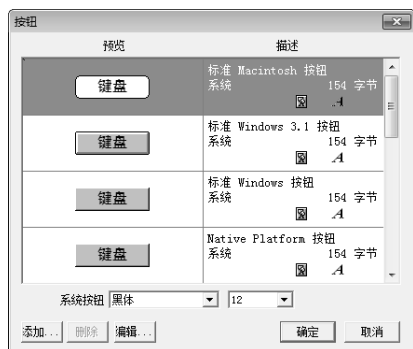 按钮
预览 描述
键盘
标准 Macintosh 按钮
系统 154 字节
A
键盘
标准 Windows 3.1 按钮
系统 154 字节
A
键盘
标准 Windows 按钮
系统 154 字节
A
键盘
Native Platform 按钮
系统 154 字节
A
系统按钮 黑体 12
添加... 删除 编辑... 确定 取消